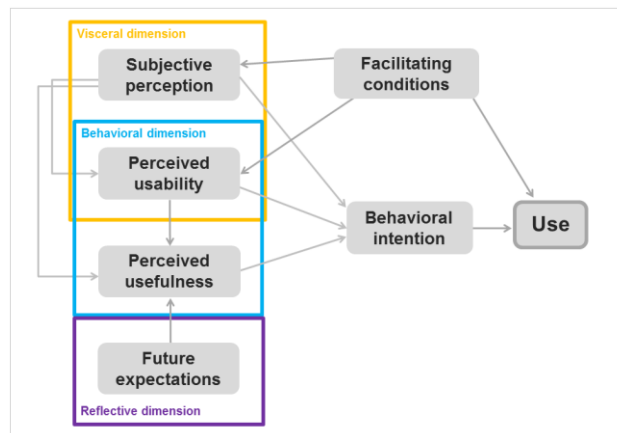 Visceral dimension
Subjective
perception
Facilitating
conditions
Behavioral dimension
Perceived
usability
Behavioral
intention
Use
Perceived
usefulness
Future
expectations
Reflective dimension